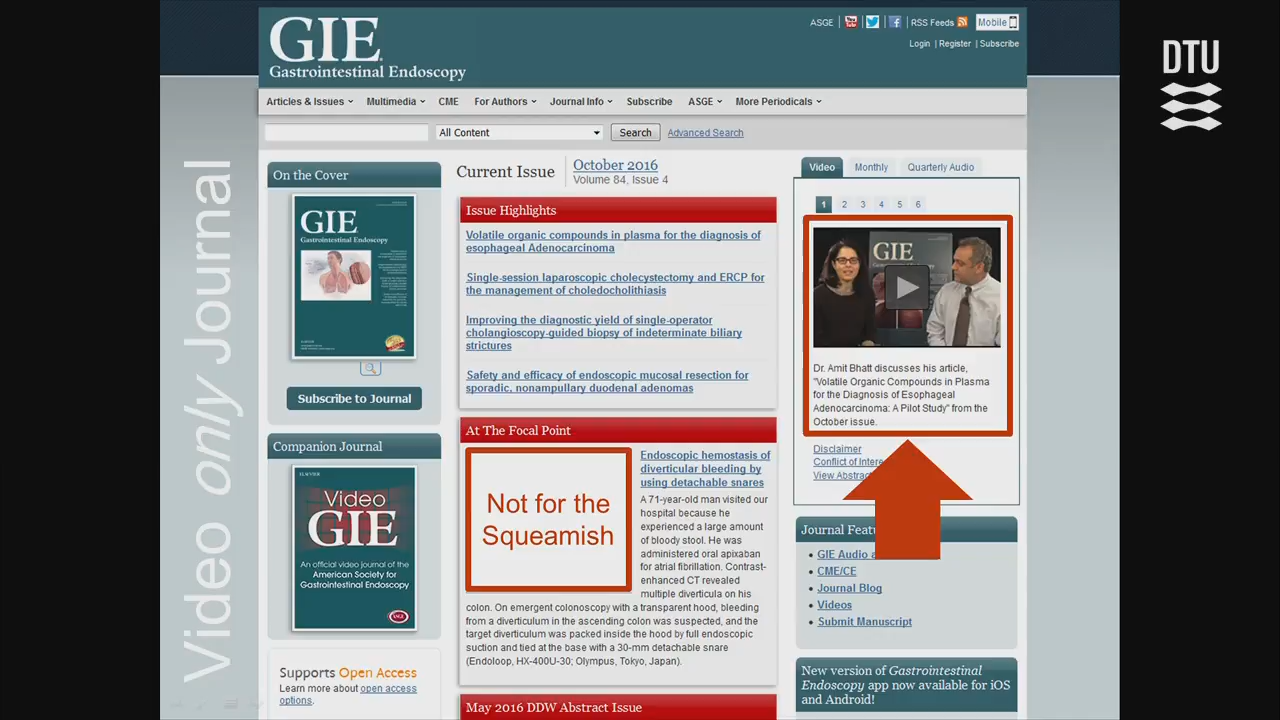 GIE
Gastrointestinal Endoscopy
ASGE
RSS Feeds
Mobile
Login | Register | Subscribe
DTU
Articles & Issues
Multimedia
CME
For Authors
Journal Info
Subscribe
ASGE
More Periodicals
All Content
Search
Advanced Search
Video only Journal
On the Cover
GIE
Gastrointestinal Endoscopy
Subscribe to Journal
Companion Journal
ELSEVIER
Video
GIE
An official video journal of the
American Society for
Gastrointestinal Endoscopy
Supports Open Access
Learn more about open access
options.
Current Issue
October 2016
Volume 84, Issue 4
Issue Highlights
Volatile organic compounds in plasma for the diagnosis of
esophageal Adenocarcinoma
Single-session laparoscopic cholecystectomy and ERCP for
the management of choledocholithiasis
Improving the diagnostic yield of single-operator
cholangioscopy-guided biopsy of indeterminate biliary
strictures
Safety and efficacy of endoscopic mucosal resection for
sporadic, nonampullary duodenal adenomas
At The Focal Point
Not for the
Squeamish
Endoscopic hemostasis of
diverticular bleeding by
using detachable snares
A 71-year-old man visited our
hospital because he
experienced a large amount
of bloody stool. He was
administered oral apixaban
for atrial fibrillation. Contrast-
enhanced CT revealed
multiple diverticula on his
colon. On emergent colonoscopy with a transparent hood, bleeding
from a diverticulum in the ascending colon was suspected, and the
target diverticulum was packed inside the hood by full endoscopic
suction and tied at the base with a 30-mm detachable snare
(Endoloop, HX-400U-30; Olympus, Tokyo, Japan).
May 2016 DDW Abstract Issue
Video
Monthly
Quarterly Audio
1 2 3 4 5 6
GIE
Dr. Amit Bhatt discusses his article,
"Volatile Organic Compounds in Plasma
for the Diagnosis of Esophageal
Adenocarcinoma: A Pilot Study" from the
October issue.
Disclaimer
Conflict of Intere
View Abstrac
Journal Featu
GIE Audio a
CME/CE
Journal Blog
Videos
Submit Manuscript
New version of Gastrointestinal
Endoscopy app now available for iOS
and Android!